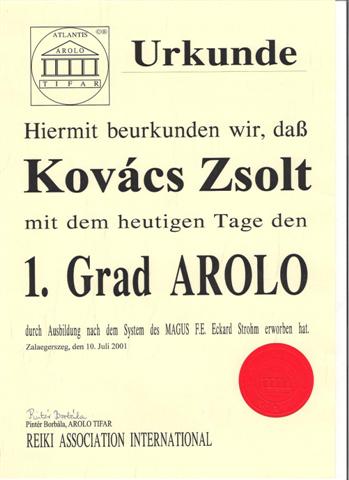 ATLANTIS
©®
AROLO
TIFAR
Urkunde
Hiermit beurkunden wir, daß
Kovács Zsolt
mit dem heutigen Tage den
1. Grad AROLO
durch Ausbildung nach dem System des MAGUS F.E. Eckard Strohm erworben hat.
Zalaegerszeg, den 10. Juli 2001
Pintér Borbála
Pintér Borbála, AROLO TIFAR
REIKI ASSOCIATION INTERNATIONAL